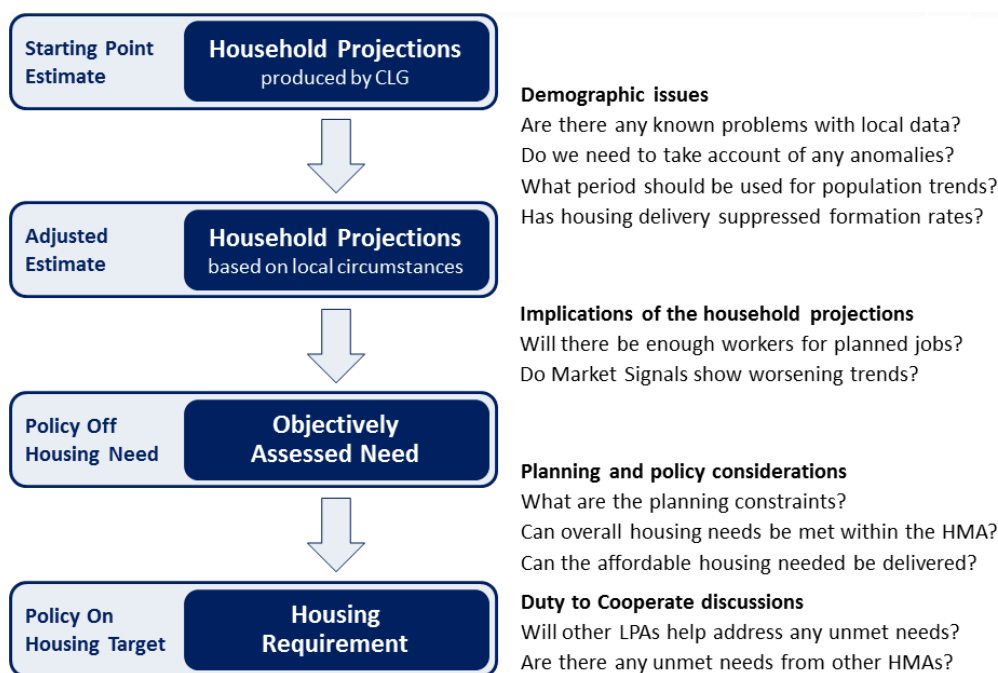 Starting Point
Estimate
Household Projections
produced by CLG
Demographic issues
Are there any known problems with local data?
Do we need to take account of any anomalies?
What period should be used for population trends?
Has housing delivery suppressed formation rates?
Adjusted
Estimate
Household Projections
based on local circumstances
Implications of the household projections
Will there be enough workers for planned jobs?
Do Market Signals show worsening trends?
Policy Off
Housing Need
Objectively
Assessed Need
Planning and policy considerations
What are the planning constraints?
Can overall housing needs be met within the HMA?
Can the affordable housing needed be delivered?
Policy On
Housing Target
Housing
Requirement
Duty to Cooperate discussions
Will other LPAs help address any unmet needs?
Are there any unmet needs from other HMAs?